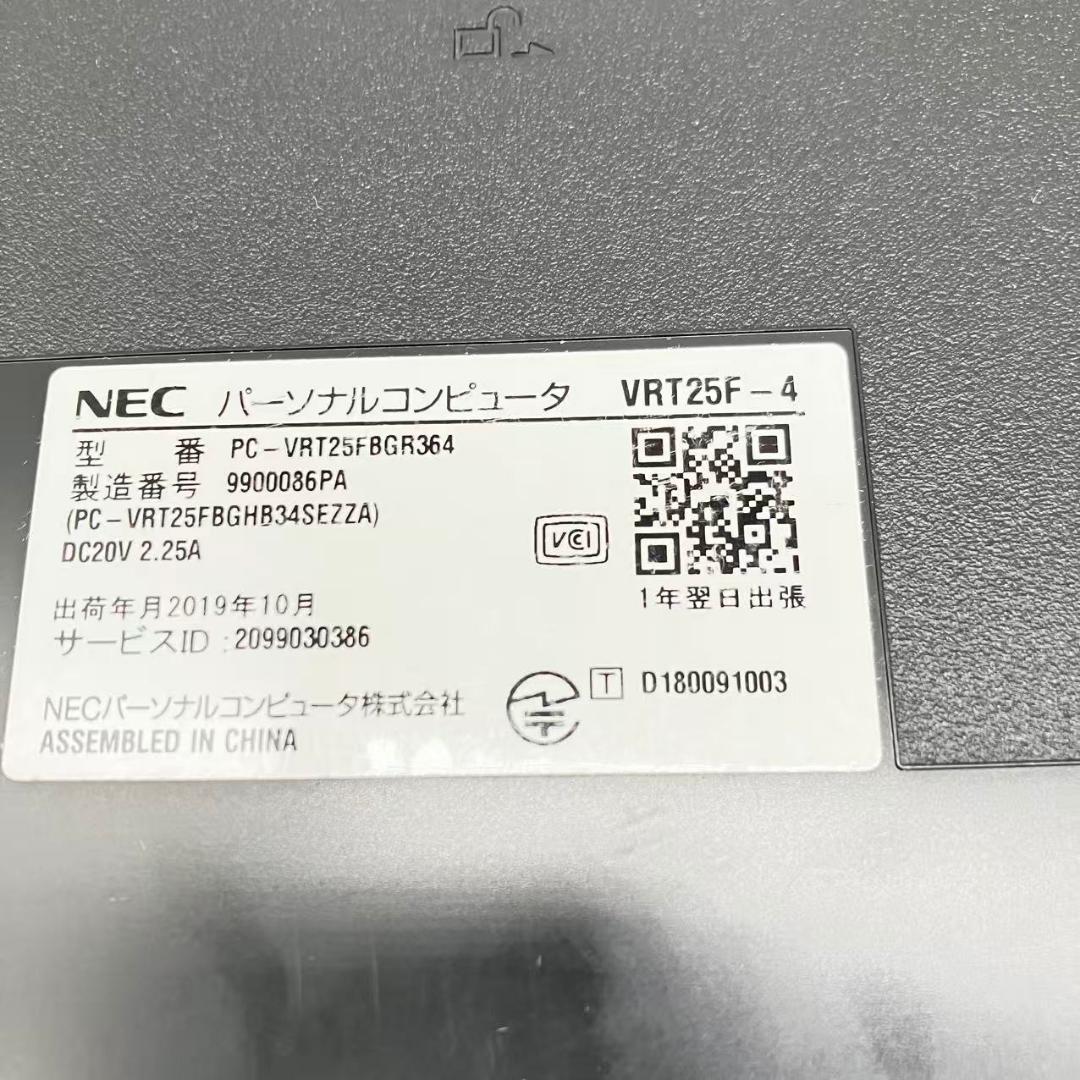 NEC パーソナルコンピュータ VRT25F-4
型 番 PC-VRT25FBGR364
製造番号 9900086PA
(PC-VRT25FBGHB34SEZZA)
DC20V 2.25A
VCCI
1年翌日出張
出荷年月2019年10月
サービスID :2099030386
T D180091003
NECパーソナルコンピュータ株式会社
ASSEMBLED IN CHINA